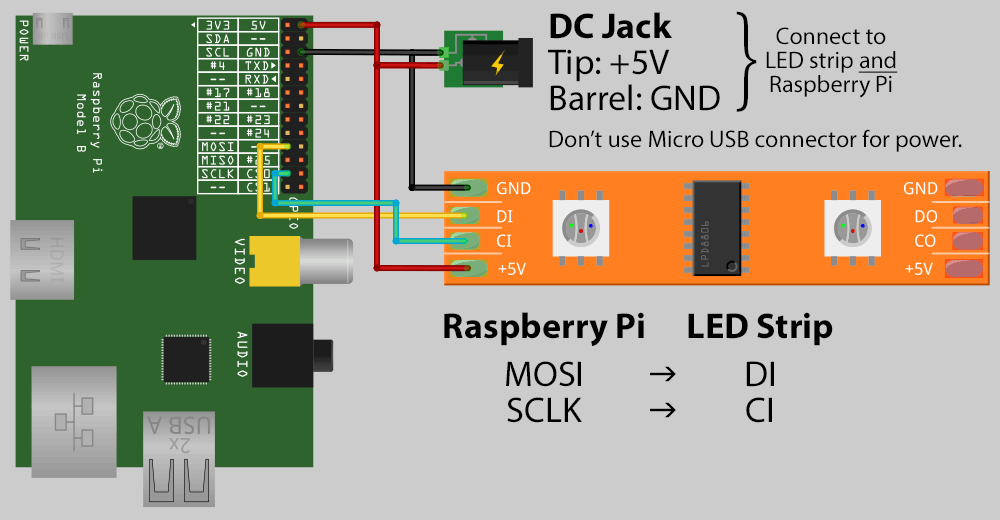 POWER
Raspberry Pi
Model B
3V3 5V
SDA --
SCL GND
#4 TXD▸
-- RXD◂
#17 #18
#21 --
#22 #23
-- #24
MOSI --
MISO #25
SCLK CS0
-- CS1
GPIO
HDMI
VIDEO
AUDIO
2x
USB A
DC Jack
Tip: +5V
Barrel: GND
Connect to
LED strip and
Raspberry Pi
Don’t use Micro USB connector for power.
GND
DI
CI
+5V
LPD8806
GND
DO
CO
+5V
Raspberry Pi LED Strip
MOSI → DI
SCLK → CI